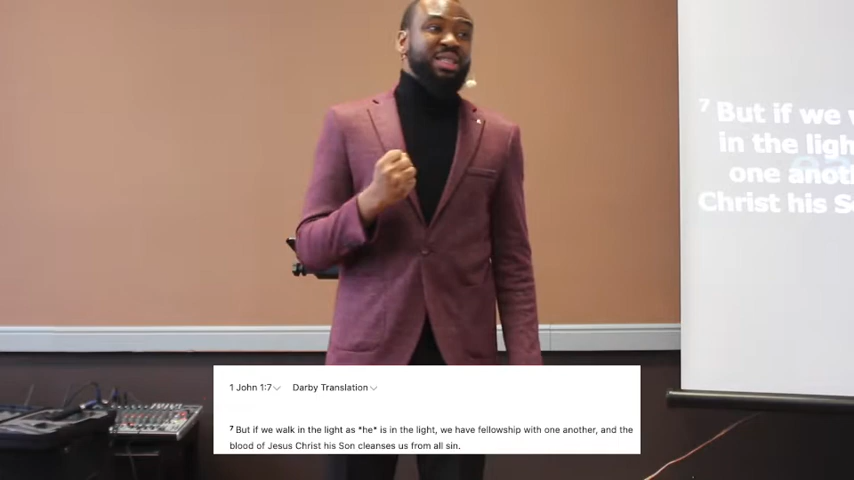 7 But if we
in the ligh
one anoth
Christ his S
1 John 1:7 Darby Translation
7 But if we walk in the light as *he* is in the light, we have fellowship with one another, and the
blood of Jesus Christ his Son cleanses us from all sin.